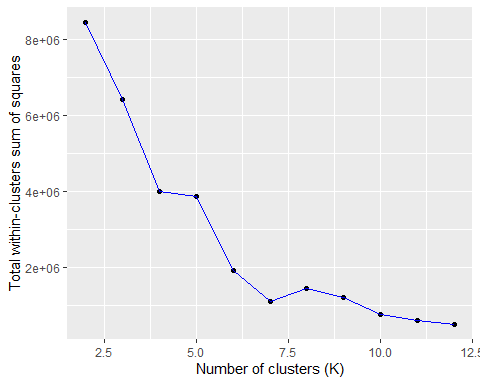 Total within-clusters sum of squares
8e+06
6e+06
4e+06
2e+06
2.5
5.0
7.5
10.0
12.5
Number of clusters (K)